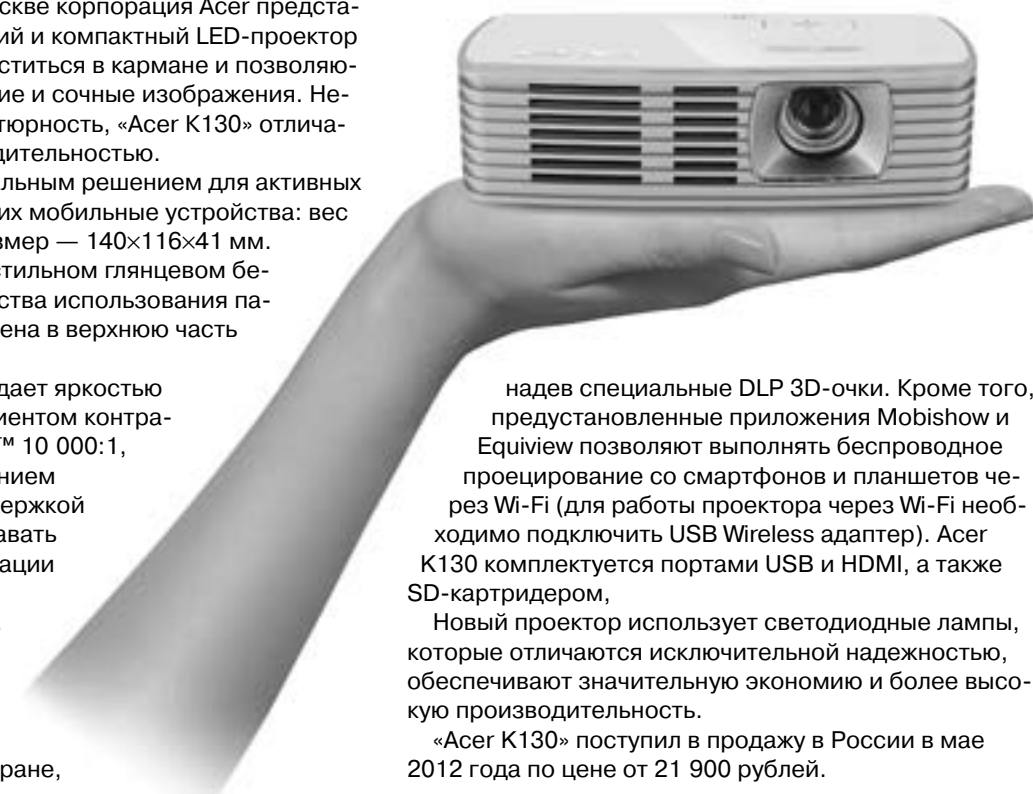 скве корпорация Acer предста-
ий и компактный LED-проектор
ститься в кармане и позволяю-
ие и сочные изображения. Не-
тюрность, «Acer K130» отлича-
дительностью.
альным решением для активных
их мобильные устройства: вес
змер — 140×116×41 мм.
стильном глянцевом бе-
ства использования па-
ена в верхнюю часть
дает яркостью
иентом контра-
™ 10 000:1,
нием
ержкой
авать
ации
ране,
надев специальные DLP 3D-очки. Кроме того,
предустановленные приложения Mobishow и
Equiview позволяют выполнять беспроводное
проецирование со смартфонов и планшетов че-
рез Wi-Fi (для работы проектора через Wi-Fi необ-
ходимо подключить USB Wireless адаптер). Acer
K130 комплектуется портами USB и HDMI, а также
SD-картридером,
Новый проектор использует светодиодные лампы,
которые отличаются исключительной надежностью,
обеспечивают значительную экономию и более высо-
кую производительность.
«Acer K130» поступил в продажу в России в мае
2012 года по цене от 21 900 рублей.